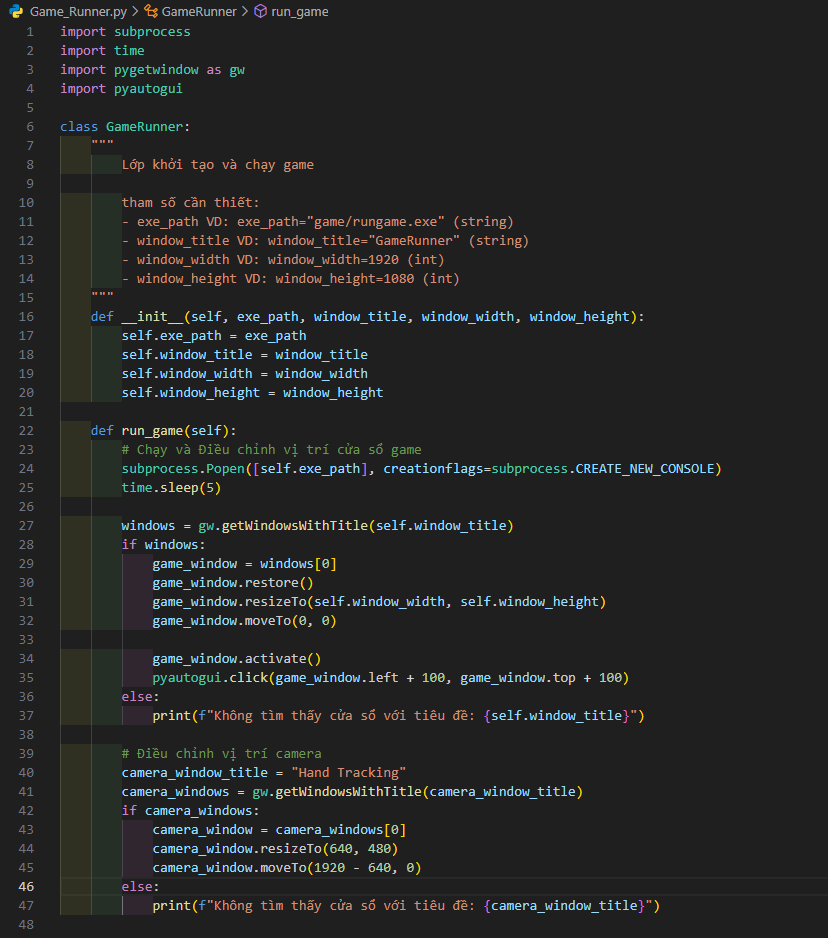 Game_Runner.py > GameRunner > run_game
1 import subprocess
2 import time
3 import pygetwindow as gw
4 import pyautogui
5
6 class GameRunner:
7     """
8         Lớp khởi tạo và chạy game
9
10         tham số cần thiết:
11         - exe_path VD: exe_path="game/rungame.exe" (string)
12         - window_title VD: window_title="GameRunner" (string)
13         - window_width VD: window_width=1920 (int)
14         - window_height VD: window_height=1080 (int)
15     """
16     def __init__(self, exe_path, window_title, window_width, window_height):
17         self.exe_path = exe_path
18         self.window_title = window_title
19         self.window_width = window_width
20         self.window_height = window_height
21
22     def run_game(self):
23         # Chạy và Điều chỉnh vị trí cửa sổ game
24         subprocess.Popen([self.exe_path], creationflags=subprocess.CREATE_NEW_CONSOLE)
25         time.sleep(5)
26
27         windows = gw.getWindowsWithTitle(self.window_title)
28         if windows:
29             game_window = windows[0]
30             game_window.restore()
31             game_window.resizeTo(self.window_width, self.window_height)
32             game_window.moveTo(0, 0)
33
34             game_window.activate()
35             pyautogui.click(game_window.left + 100, game_window.top + 100)
36         else:
37             print(f"Không tìm thấy cửa sổ với tiêu đề: {self.window_title}")
38
39         # Điều chỉnh vị trí camera
40         camera_window_title = "Hand Tracking"
41         camera_windows = gw.getWindowsWithTitle(camera_window_title)
42         if camera_windows:
43             camera_window = camera_windows[0]
44             camera_window.resizeTo(640, 480)
45             camera_window.moveTo(1920 - 640, 0)
46         else:
47             print(f"Không tìm thấy cửa sổ với tiêu đề: {camera_window_title}")
48